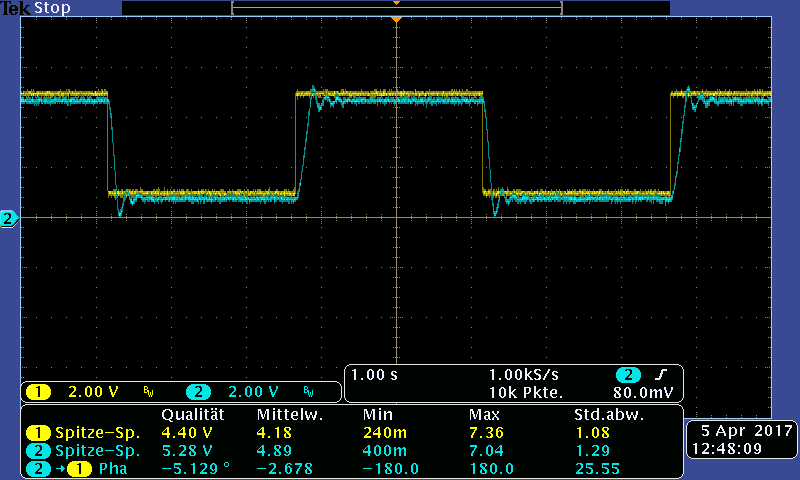 Tek Stop
2
1 2.00 V BW 2 2.00 V BW
1.00 s 1.00kS/s 2
10k Pkte. 80.0mV
Qualität Mittelw. Min Max Std.abw.
1 Spitze-Sp. 4.40 V 4.18 240m 7.36 1.08
2 Spitze-Sp. 5.28 V 4.89 400m 7.04 1.29
2 → 1 Pha -5.129 ° -2.678 -180.0 180.0 25.55
5 Apr 2017
12:48:09